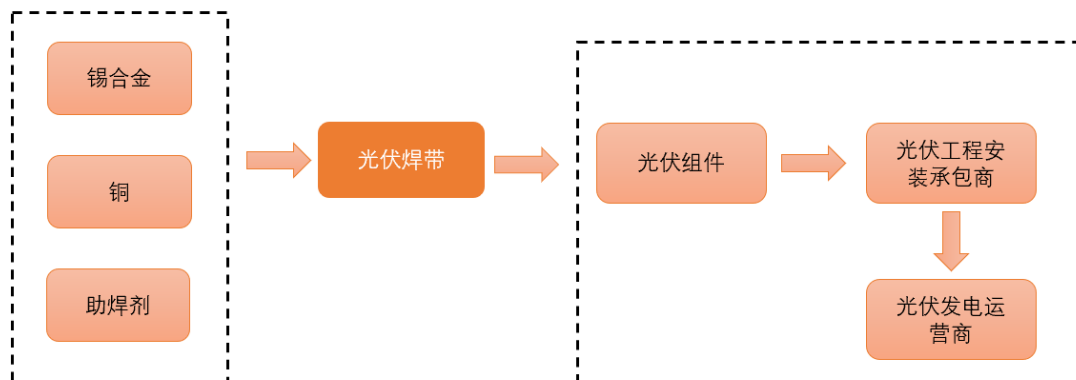 锡合金
铜
助焊剂
光伏焊带
光伏组件
光伏工程安
装承包商
光伏发电运
营商